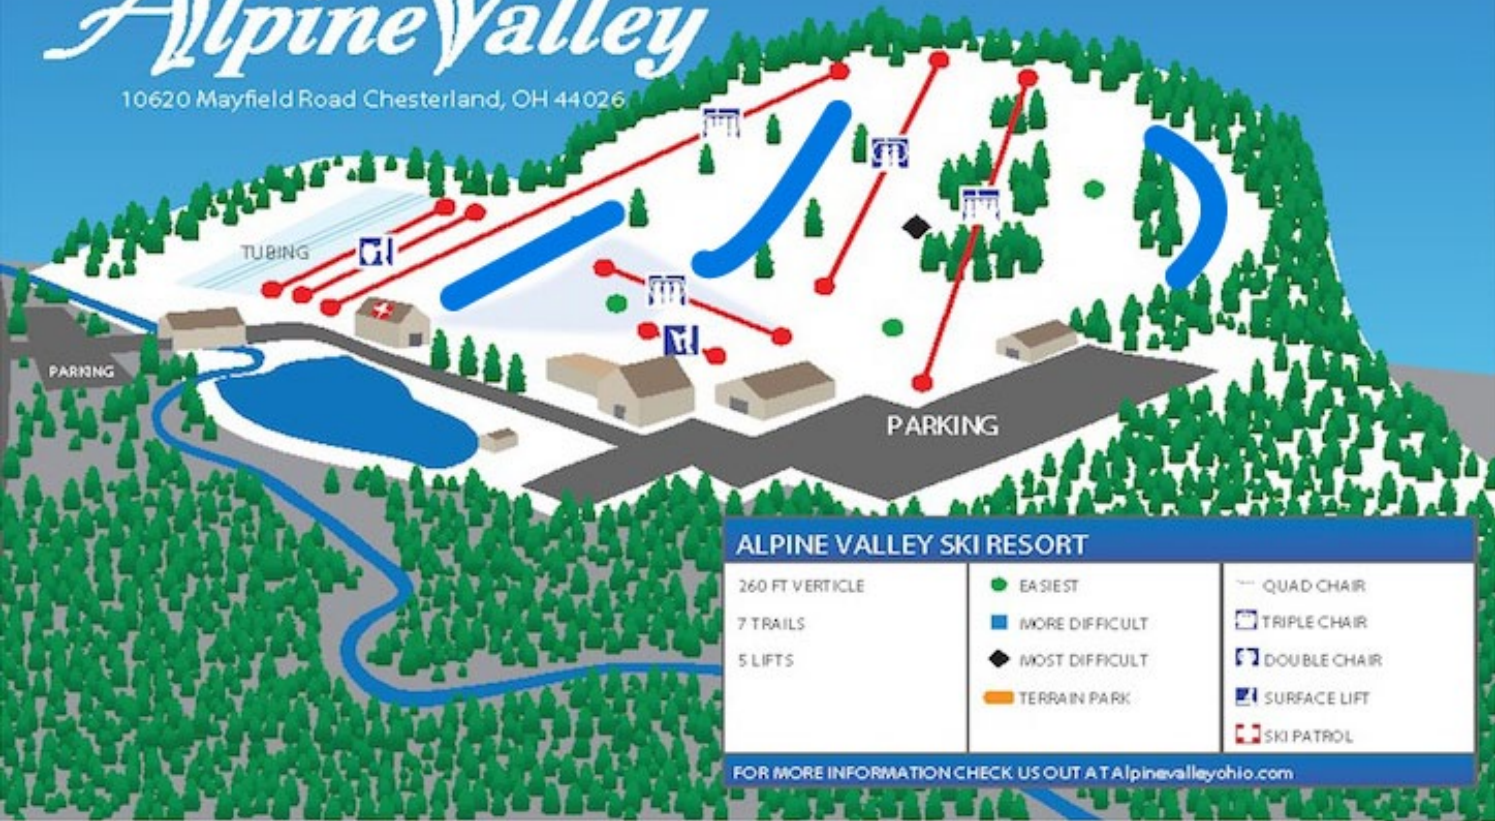 Alpine Valley
10620 Mayfield Road Chesterland, OH 44026
TUBING
PARKING
PARKING
ALPINE VALLEY SKI RESORT
260 FT VERTICLE
7 TRAILS
5 LIFTS
EASIEST
MORE DIFFICULT
MOST DIFFICULT
TERRAIN PARK
QUAD CHAIR
TRIPLE CHAIR
DOUBLE CHAIR
SURFACE LIFT
SKI PATROL
FOR MORE INFORMATION CHECK US OUT AT Alpinevalleyohio.com